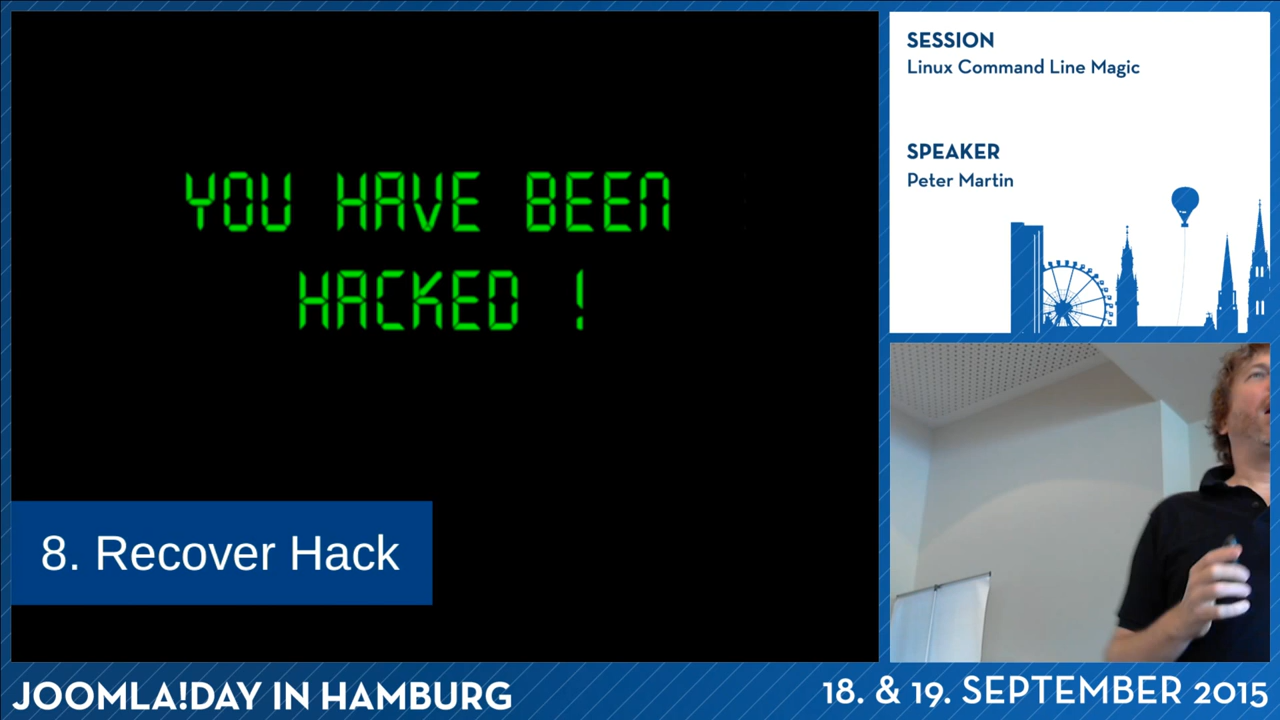 YOU HAVE BEEN
HACKED !
8. Recover Hack
SESSION
Linux Command Line Magic
SPEAKER
Peter Martin
JOOMLA!DAY IN HAMBURG
18. & 19. SEPTEMBER 2015